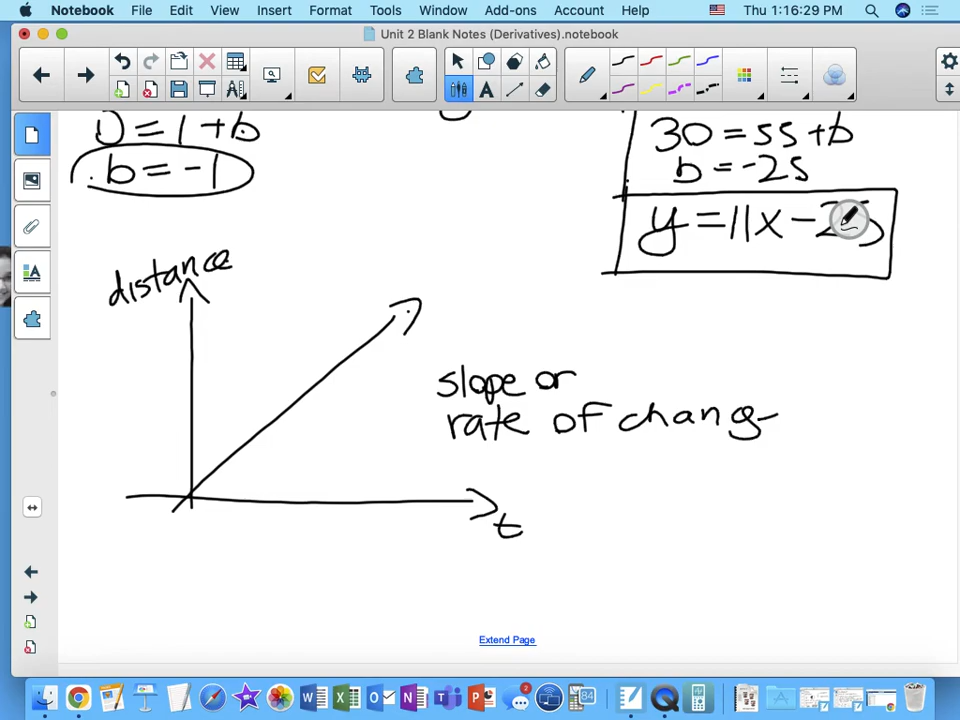 Notebook File Edit View Insert Format Tools Window Add-ons Account Help Thu 1:16:29 PM
Unit 2 Blank Notes (Derivatives).notebook
0 = 1 + b
b = -1
30 = 55 + b
b = -25
y = 11x - 25
distance
slope or
rate of chang
t
Extend Page